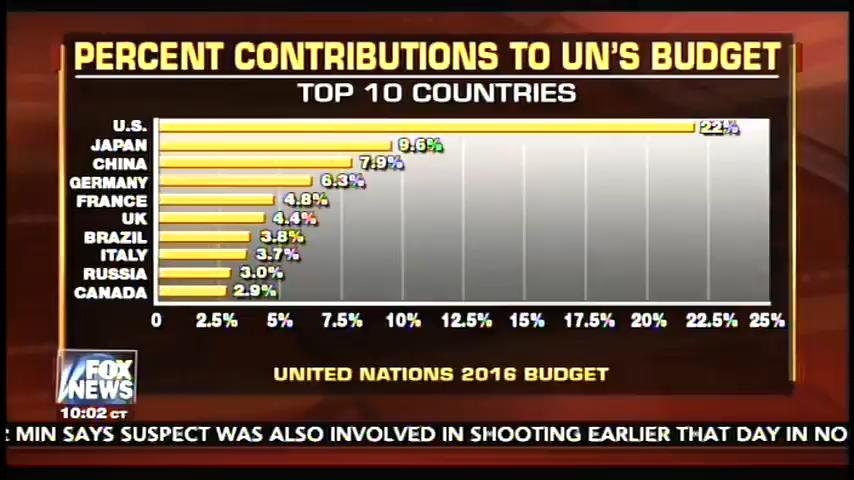 PERCENT CONTRIBUTIONS TO UN'S BUDGET
TOP 10 COUNTRIES
U.S. 22%
JAPAN 9.6%
CHINA 7.9%
GERMANY 6.3%
FRANCE 4.8%
UK 4.4%
BRAZIL 3.8%
ITALY 3.7%
RUSSIA 3.0%
CANADA 2.9%
0 2.5% 5% 7.5% 10% 12.5% 15% 17.5% 20% 22.5% 25%
UNITED NATIONS 2016 BUDGET
FOX
NEWS
10:02 CT
MIN SAYS SUSPECT WAS ALSO INVOLVED IN SHOOTING EARLIER THAT DAY IN NO